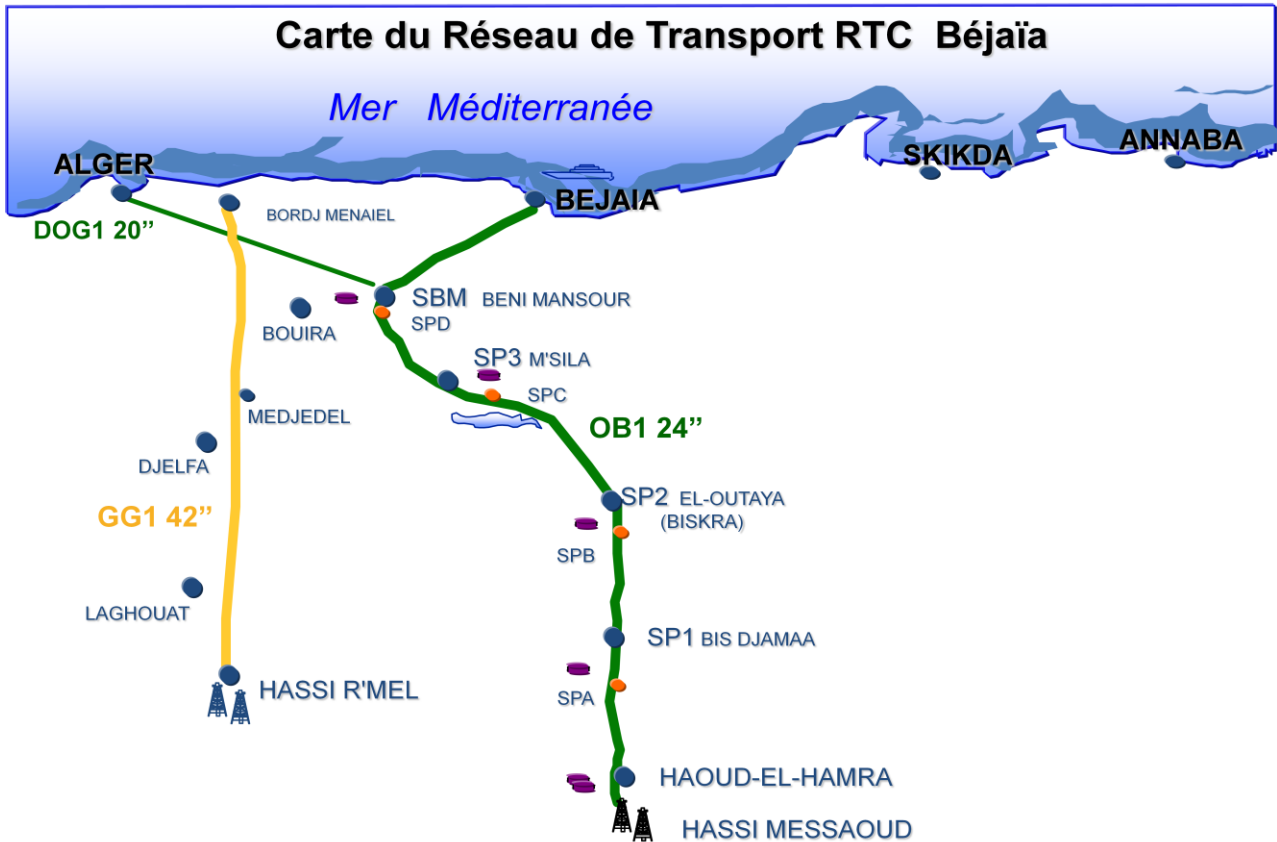 Carte du Réseau de Transport RTC Béjaïa
Mer Méditerranée
ALGER
SKIKDA
ANNABA
BEJAIA
BORDJ MENAIEL
DOG1 20”
SBM BENI MANSOUR
SPD
BOUIRA
SP3 M'SILA
SPC
MEDJEDEL
OB1 24”
DJELFA
SP2 EL-OUTAYA
(BISKRA)
GG1 42”
SPB
LAGHOUAT
SP1 BIS DJAMAA
HASSI R'MEL
SPA
HAOUD-EL-HAMRA
HASSI MESSAOUD